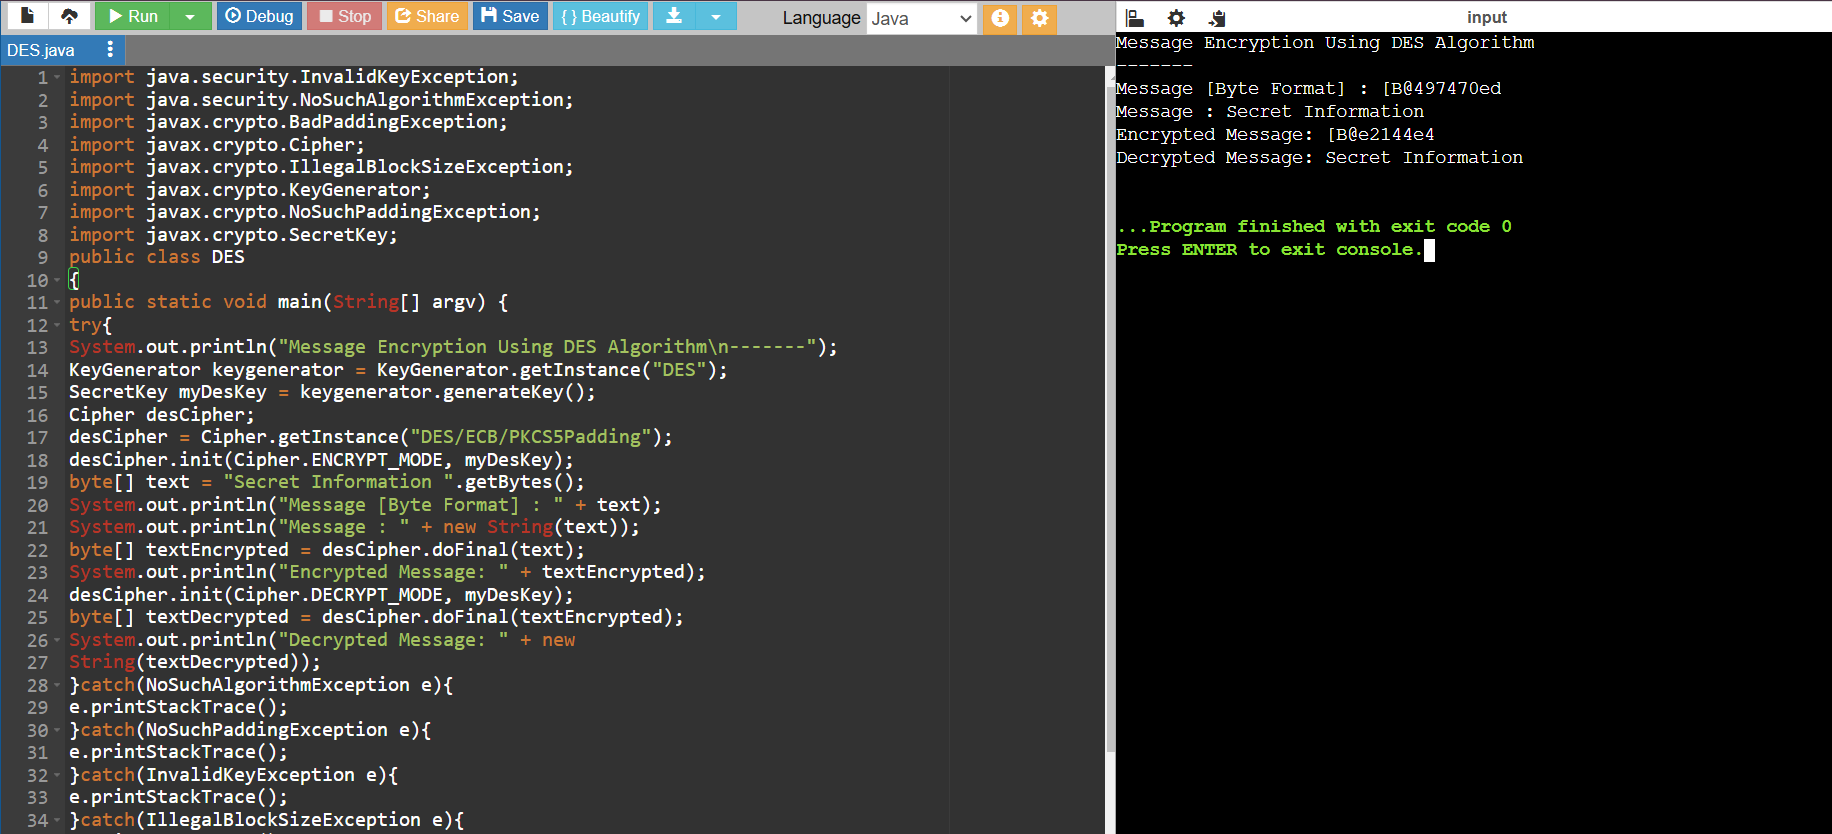 Run
Debug
Stop
Share
Save
{ } Beautify
Language Java
DES.java
1 import java.security.InvalidKeyException;
2 import java.security.NoSuchAlgorithmException;
3 import javax.crypto.BadPaddingException;
4 import javax.crypto.Cipher;
5 import javax.crypto.IllegalBlockSizeException;
6 import javax.crypto.KeyGenerator;
7 import javax.crypto.NoSuchPaddingException;
8 import javax.crypto.SecretKey;
9 public class DES
10 {
11 public static void main(String[] argv) {
12 try{
13 System.out.println("Message Encryption Using DES Algorithm\n-------");
14 KeyGenerator keygenerator = KeyGenerator.getInstance("DES");
15 SecretKey myDesKey = keygenerator.generateKey();
16 Cipher desCipher;
17 desCipher = Cipher.getInstance("DES/ECB/PKCS5Padding");
18 desCipher.init(Cipher.ENCRYPT_MODE, myDesKey);
19 byte[] text = "Secret Information ".getBytes();
20 System.out.println("Message [Byte Format] : " + text);
21 System.out.println("Message : " + new String(text));
22 byte[] textEncrypted = desCipher.doFinal(text);
23 System.out.println("Encrypted Message: " + textEncrypted);
24 desCipher.init(Cipher.DECRYPT_MODE, myDesKey);
25 byte[] textDecrypted = desCipher.doFinal(textEncrypted);
26 System.out.println("Decrypted Message: " + new
27 String(textDecrypted));
28 }catch(NoSuchAlgorithmException e){
29 e.printStackTrace();
30 }catch(NoSuchPaddingException e){
31 e.printStackTrace();
32 }catch(InvalidKeyException e){
33 e.printStackTrace();
34 }catch(IllegalBlockSizeException e){
input
Message Encryption Using DES Algorithm
-------
Message [Byte Format] : [B@497470ed
Message : Secret Information
Encrypted Message: [B@e2144e4
Decrypted Message: Secret Information
...Program finished with exit code 0
Press ENTER to exit console.